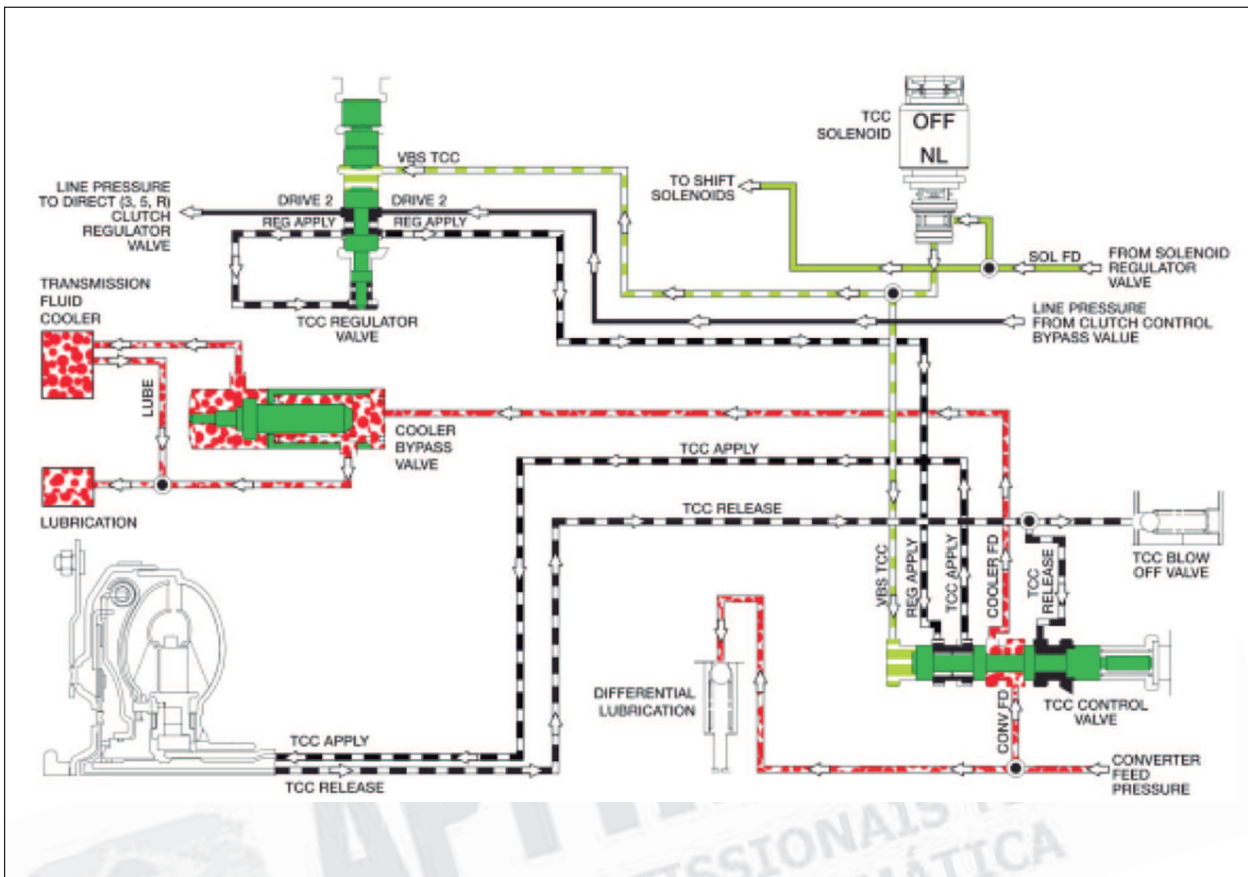 TCC
SOLENOID
OFF
NL
VBS TCC
LINE PRESSURE
TO DIRECT (3, 5, R)
CLUTCH
REGULATOR
VALVE
DRIVE 2
DRIVE 2
REG APPLY
REG APPLY
TO SHIFT
SOLENOIDS
SOL FD
FROM SOLENOID
REGULATOR
VALVE
TRANSMISSION
FLUID
COOLER
TCC REGULATOR
VALVE
LINE PRESSURE
FROM CLUTCH CONTROL
BYPASS VALUE
LUBE
COOLER
BYPASS
VALVE
TCC APPLY
LUBRICATION
TCC RELEASE
TCC BLOW
OFF VALVE
VBS TCC
REG APPLY
TCC APPLY
COOLER FD
TCC
RELEASE
DIFFERENTIAL
LUBRICATION
CONV FD
TCC CONTROL
VALVE
TCC APPLY
TCC RELEASE
CONVERTER
FEED
PRESSURE